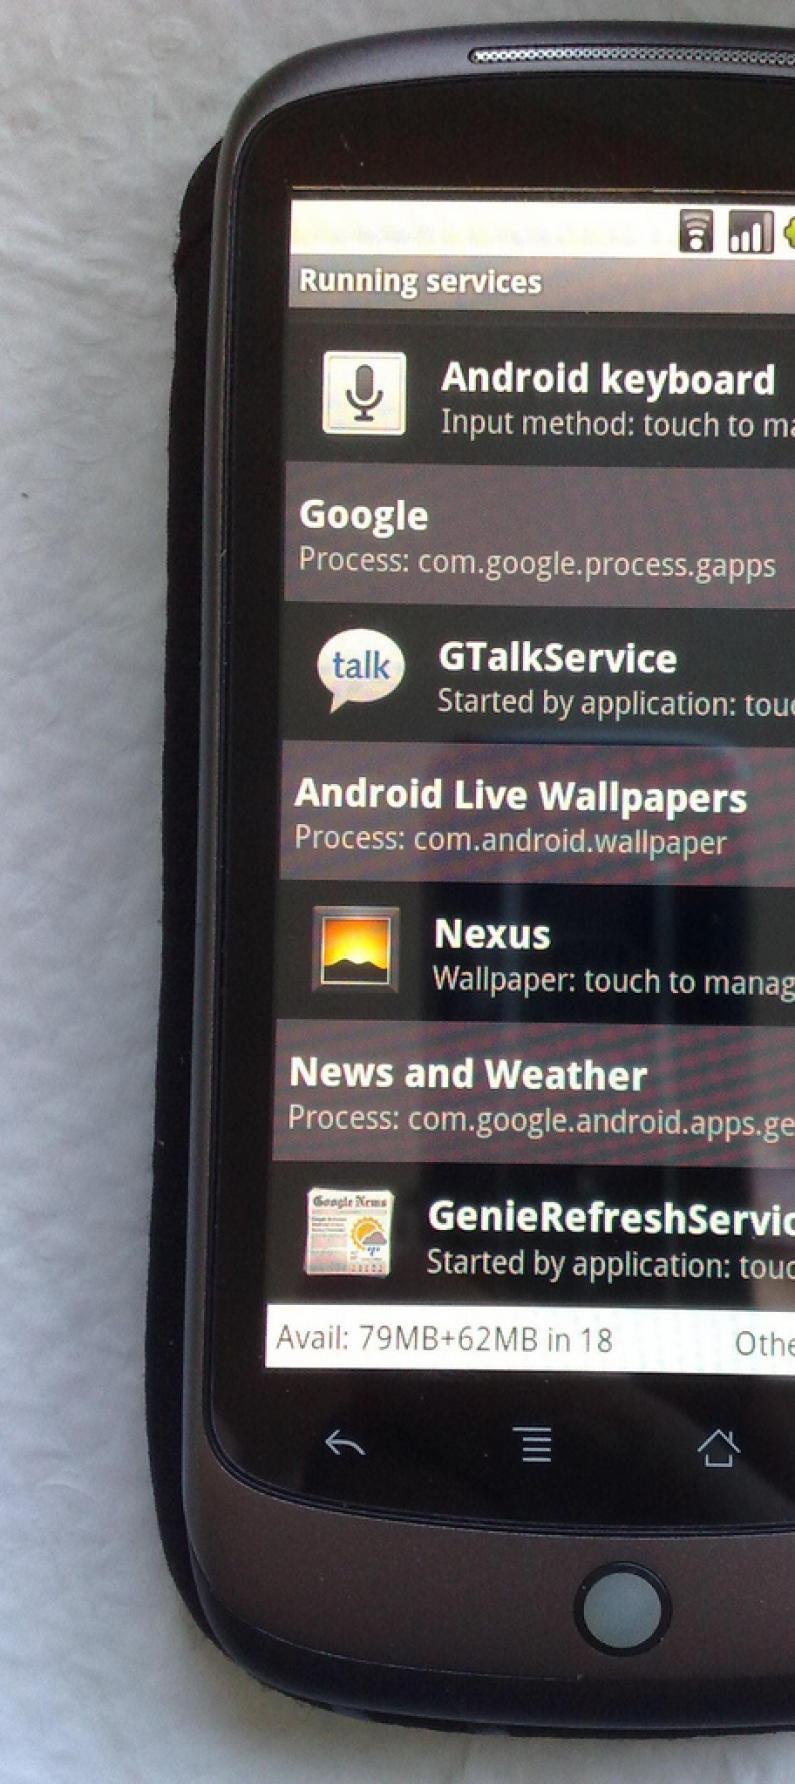 Running services
Android keyboard
Input method: touch to ma
Google
Process: com.google.process.gapps
talk
GTalkService
Started by application: touc
Android Live Wallpapers
Process: com.android.wallpaper
Nexus
Wallpaper: touch to manag
News and Weather
Process: com.google.android.apps.ge
Google News
GenieRefreshServic
Started by application: touc
Avail: 79MB+62MB in 18
Othe